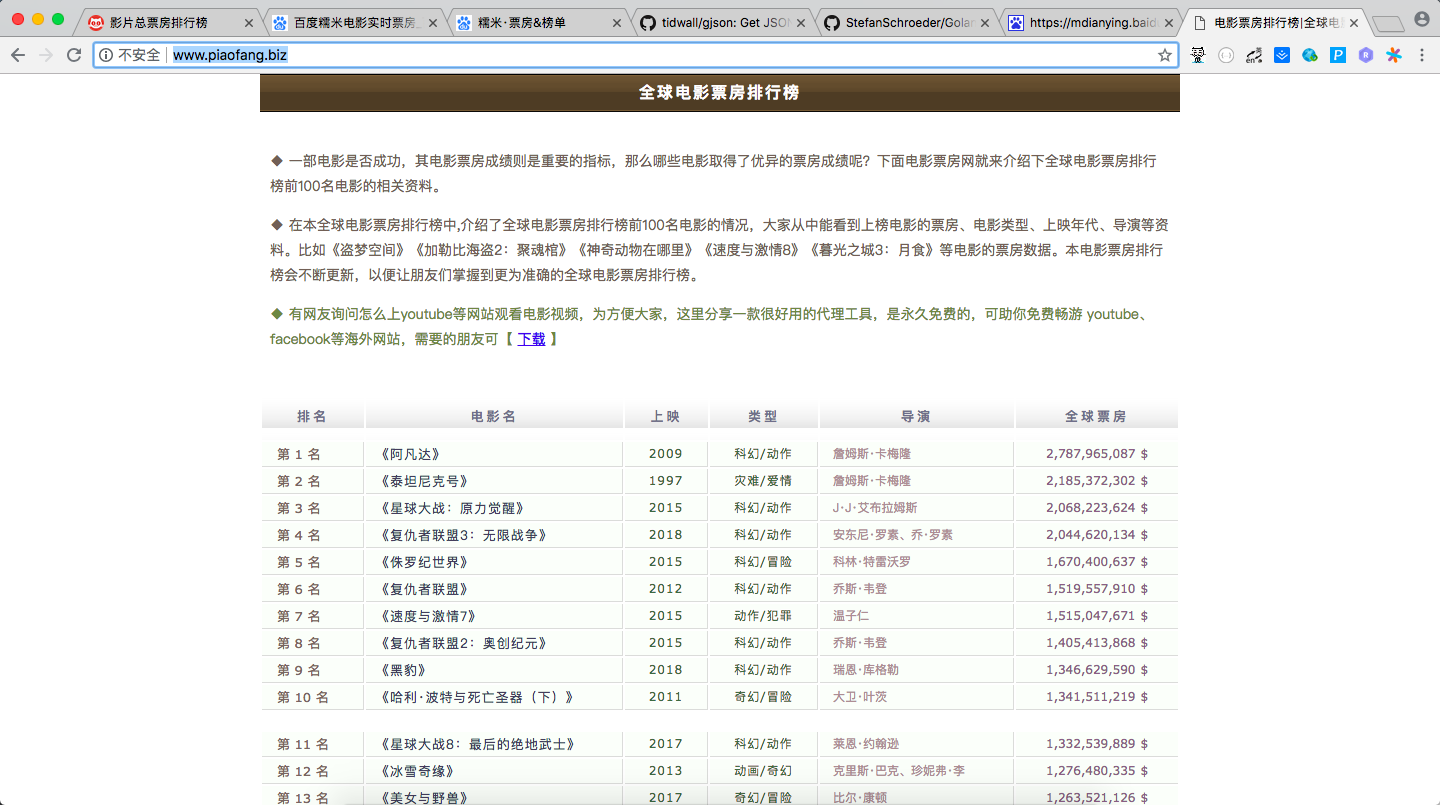 影片总票房排行榜
百度糯米电影实时票房_
糯米·票房&榜单
tidwall/gjson: Get JSO
StefanSchroeder/Golan
https://mdianying.baid
电影票房排行榜|全球电
不安全 www.piaofang.biz
全球电影票房排行榜
◆ 一部电影是否成功，其电影票房成绩则是重要的指标，那么哪些电影取得了优异的票房成绩呢？下面电影票房网就来介绍下全球电影票房排行
榜前100名电影的相关资料。
◆ 在本全球电影票房排行榜中,介绍了全球电影票房排行榜前100名电影的情况，大家从中能看到上榜电影的票房、电影类型、上映年代、导演等资
料。比如《盗梦空间》《加勒比海盗2：聚魂棺》《神奇动物在哪里》《速度与激情8》《暮光之城3：月食》等电影的票房数据。本电影票房排行
榜会不断更新，以便让朋友们掌握到更为准确的全球电影票房排行榜。
◆ 有网友询问怎么上youtube等网站观看电影视频，为方便大家，这里分享一款很好用的代理工具，是永久免费的，可助你免费畅游 youtube、
facebook等海外网站，需要的朋友可【 下载 】
排名 电影名 上映 类型 导演 全球票房
第 1 名 《阿凡达》 2009 科幻/动作 詹姆斯·卡梅隆 2,787,965,087 $
第 2 名 《泰坦尼克号》 1997 灾难/爱情 詹姆斯·卡梅隆 2,185,372,302 $
第 3 名 《星球大战：原力觉醒》 2015 科幻/动作 J·J·艾布拉姆斯 2,068,223,624 $
第 4 名 《复仇者联盟3：无限战争》 2018 科幻/动作 安东尼·罗素、乔·罗素 2,044,620,134 $
第 5 名 《侏罗纪世界》 2015 科幻/冒险 科林·特雷沃罗 1,670,400,637 $
第 6 名 《复仇者联盟》 2012 科幻/动作 乔斯·韦登 1,519,557,910 $
第 7 名 《速度与激情7》 2015 动作/犯罪 温子仁 1,515,047,671 $
第 8 名 《复仇者联盟2：奥创纪元》 2015 科幻/动作 乔斯·韦登 1,405,413,868 $
第 9 名 《黑豹》 2018 科幻/动作 瑞恩·库格勒 1,346,629,590 $
第 10 名 《哈利·波特与死亡圣器（下）》 2011 奇幻/冒险 大卫·叶茨 1,341,511,219 $
第 11 名 《星球大战8：最后的绝地武士》 2017 科幻/动作 莱恩·约翰逊 1,332,539,889 $
第 12 名 《冰雪奇缘》 2013 动画/奇幻 克里斯·巴克、珍妮弗·李 1,276,480,335 $
第 13 名 《美女与野兽》 2017 奇幻/冒险 比尔·康顿 1,263,521,126 $